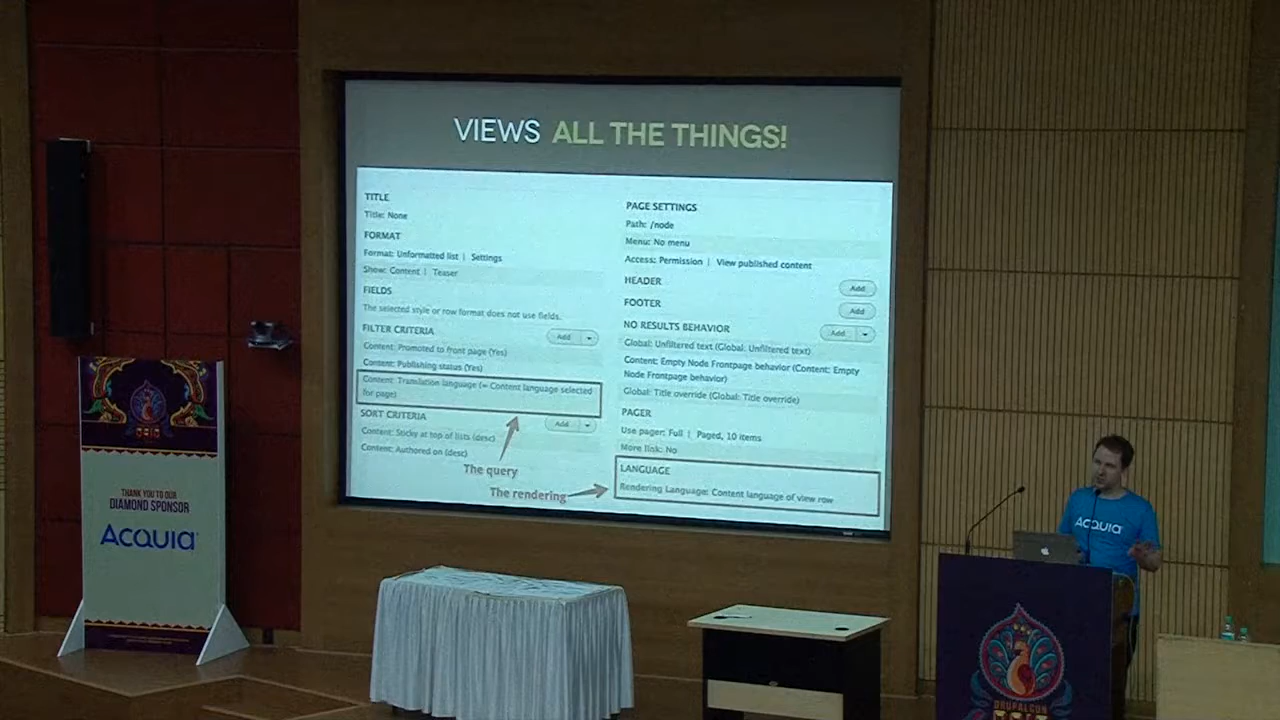 VIEWS ALL THE THINGS!
TITLE
Title: None
FORMAT
Format: Unformatted list | Settings
Show: Content | Teaser
FIELDS
The selected style or row format does not use fields.
FILTER CRITERIA
Add
Content: Promoted to front page (Yes)
Content: Publishing status (Yes)
Content: Translation language (= Content language selected
for page)
SORT CRITERIA
Add
Content: Sticky at top of lists (desc)
Content: Authored on (desc)
The query
The rendering
PAGE SETTINGS
Path: /node
Menu: No menu
Access: Permission | View published content
HEADER
Add
FOOTER
Add
NO RESULTS BEHAVIOR
Add
Global: Unfiltered text (Global: Unfiltered text)
Content: Empty Node Frontpage behavior (Content: Empty
Node Frontpage behavior)
Global: Title override (Global: Title override)
PAGER
Use pager: Full | Paged, 10 items
More link: No
LANGUAGE
Rendering Language: Content language of view row
THANK YOU TO OUR
DIAMOND SPONSOR
ACQUIA
ACQUIA
DRUPALCON